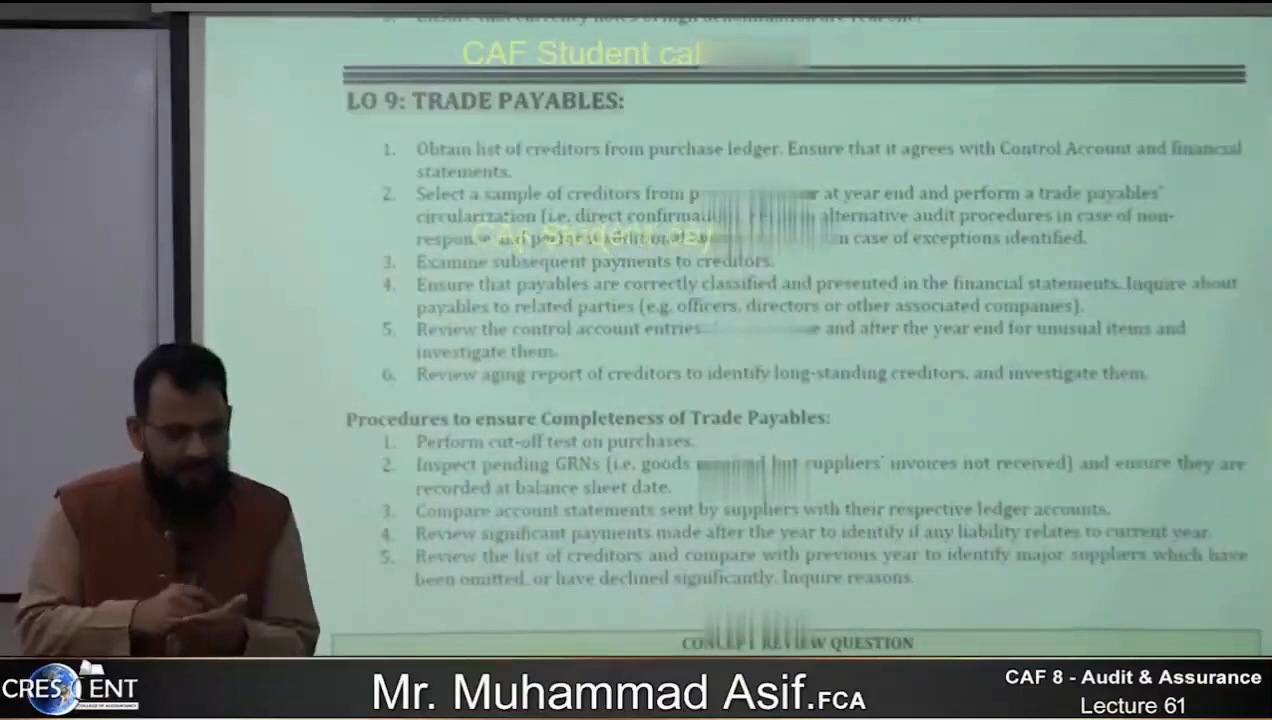 CAF Student cal
LO 9: TRADE PAYABLES:
1. Obtain list of creditors from purchase ledger. Ensure that it agrees with Control Account and financial
statements.
2. Select a sample of creditors from at year end and perform a trade payables'
circularization (i.e. direct alternative audit procedures in case of non-
in case of exceptions identified.
3. Examine subsequent payments to creditors.
4. Ensure that payables are correctly classified and presented in the financial statements. Inquire about
payables to related parties (e.g. officers, directors or other associated companies).
5. Review the control account entries and after the year end for unusual items and
investigate them.
6. Review aging report of creditors to identify long-standing creditors, and investigate them.
Procedures to ensure Completeness of Trade Payables:
1. Perform cut-off test on purchases.
2. Inspect pending GRNs (i.e. goods but suppliers' invoices not received) and ensure they are
recorded at balance sheet date.
3. Compare account statements sent by suppliers with their respective ledger accounts.
4. Review significant payments made after the year to identify if any liability relates to current year.
5. Review the list of creditors and compare with previous year to identify major suppliers which have
been omitted, or have declined significantly. Inquire reasons
CONCEPT REVIEW QUESTION
CRESCENT
COLLEGE OF ACCOUNTANCY
Mr. Muhammad Asif.FCA
CAF 8 - Audit & Assurance
Lecture 61